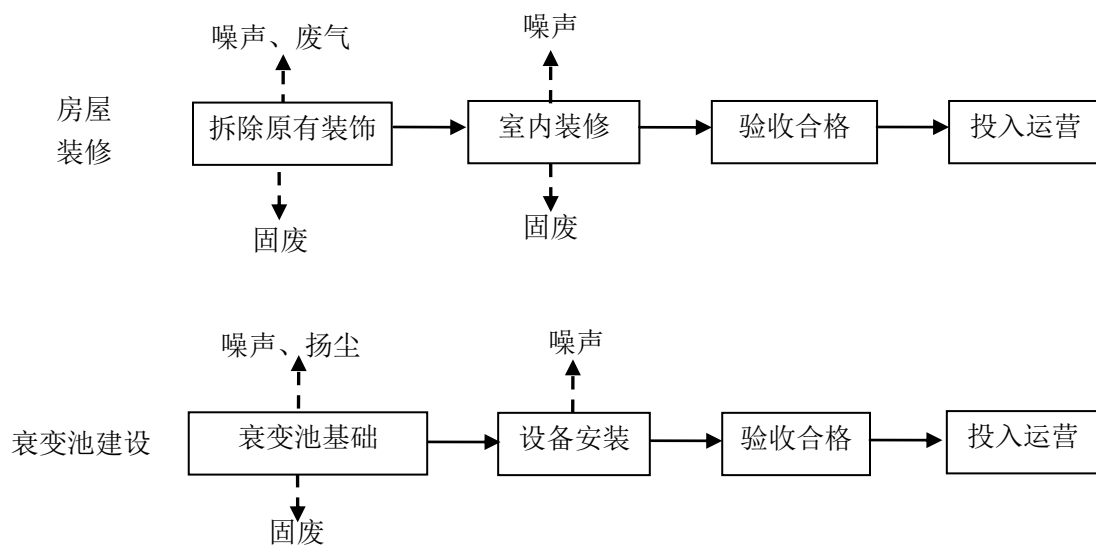 噪声、废气
噪声
房屋
装修
拆除原有装饰
室内装修
验收合格
投入运营
固废
固废
噪声、扬尘
噪声
衰变池建设
衰变池基础
设备安装
验收合格
投入运营
固废